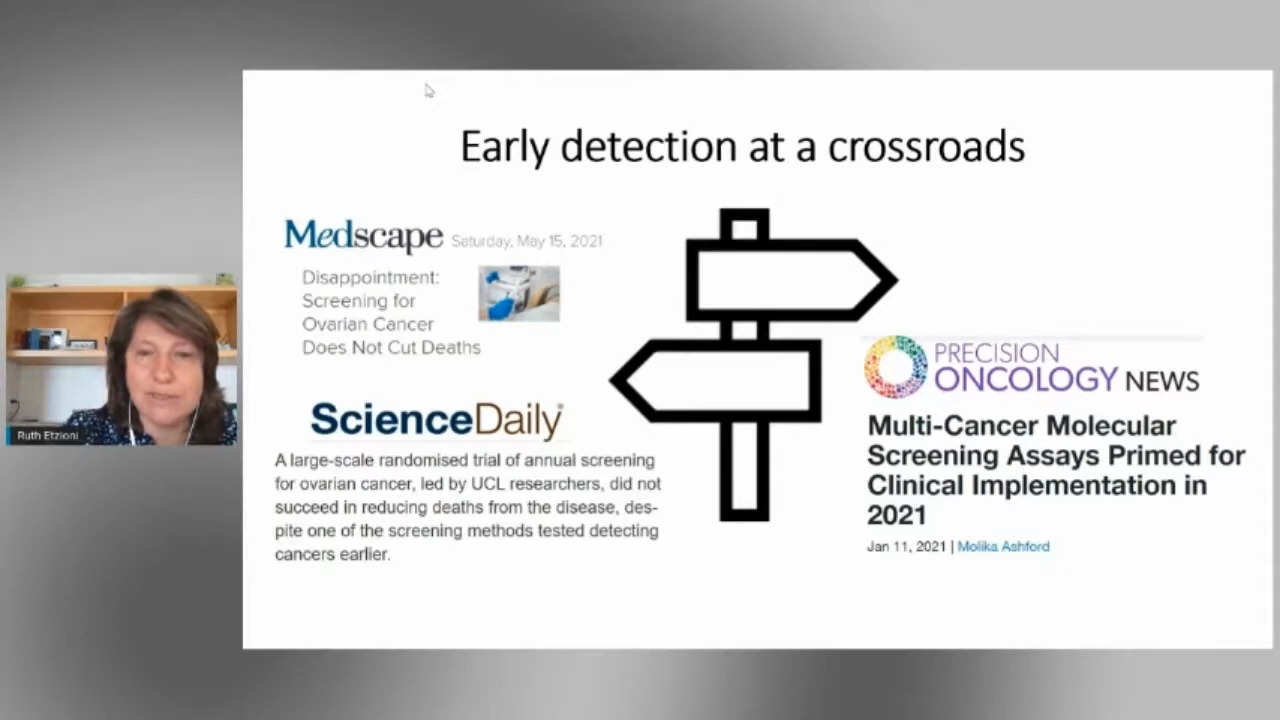 Early detection at a crossroads
Medscape Saturday, May 15, 2021
Disappointment:
Screening for
Ovarian Cancer
Does Not Cut Deaths
ScienceDaily
A large-scale randomised trial of annual screening
for ovarian cancer, led by UCL researchers, did not
succeed in reducing deaths from the disease, des-
pite one of the screening methods tested detecting
cancers earlier.
PRECISION
ONCOLOGY NEWS
Multi-Cancer Molecular
Screening Assays Primed for
Clinical Implementation in
2021
Jan 11, 2021 | Molika Ashford
Ruth Etzioni